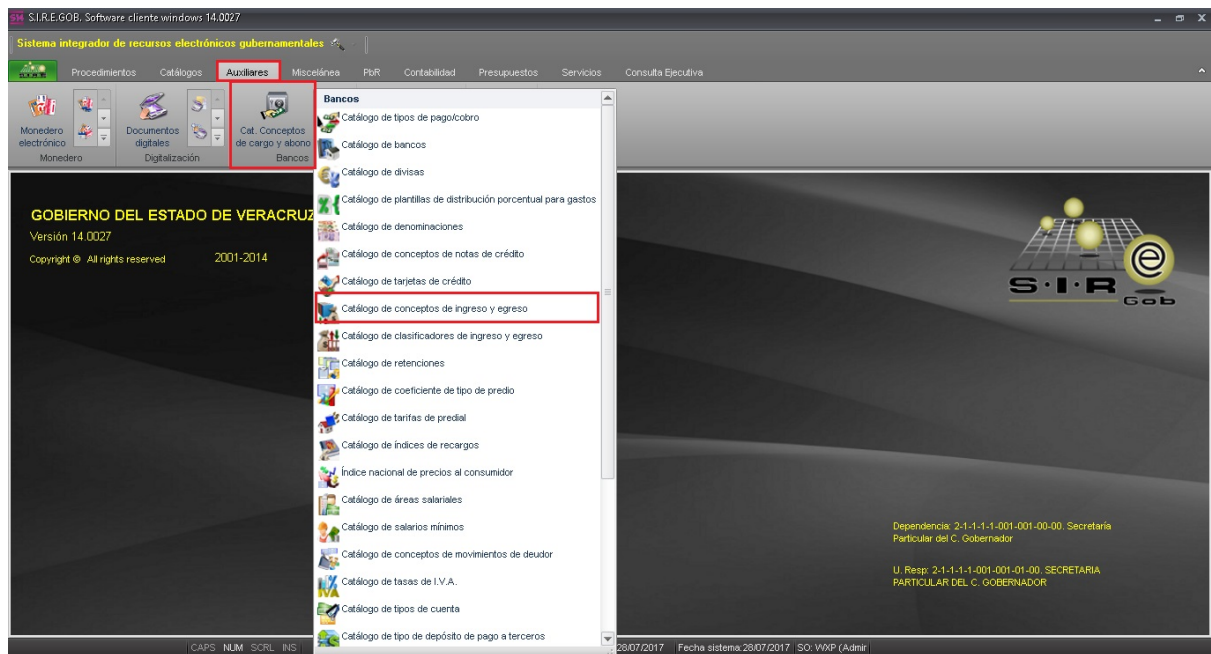 S.I.R.E.GOB. Software cliente windows 14.0027
Sistema integrador de recursos electrónicos gubernamentales
Procedimientos Catálogos Auxiliares Miscelánea PbR Contabilidad Presupuestos Servicios Consulta Ejecutiva
Monedero electrónico
Documentos digitales
Cat. Conceptos de cargo y abono
Monedero Digitalización Bancos
Bancos
Catálogo de tipos de pago/cobro
Catálogo de bancos
Catálogo de divisas
Catálogo de plantillas de distribución porcentual para gastos
Catálogo de denominaciones
Catálogo de conceptos de notas de crédito
Catálogo de tarjetas de crédito
Catálogo de conceptos de ingreso y egreso
Catálogo de clasificadores de ingreso y egreso
Catálogo de retenciones
Catálogo de coeficiente de tipo de predio
Catálogo de tarifas de predial
Catálogo de índices de recargos
Índice nacional de precios al consumidor
Catálogo de áreas salariales
Catálogo de salarios mínimos
Catálogo de conceptos de movimientos de deudor
Catálogo de tasas de I.V.A.
Catálogo de tipos de cuenta
Catálogo de tipo de depósito de pago a terceros
GOBIERNO DEL ESTADO DE VERACRUZ
Versión 14.0027
Copyright © All rights reserved 2001-2014
S·I·R e
Gob
Dependencia: 2-1-1-1-1-001-001-00-00. Secretaría
Particular del C. Gobernador
U. Resp: 2-1-1-1-1-001-001-01-00. SECRETARIA
PARTICULAR DEL C. GOBERNADOR
CAPS NUM SCRL INS 28/07/2017 Fecha sistema:28/07/2017 SO: WXP (Admir